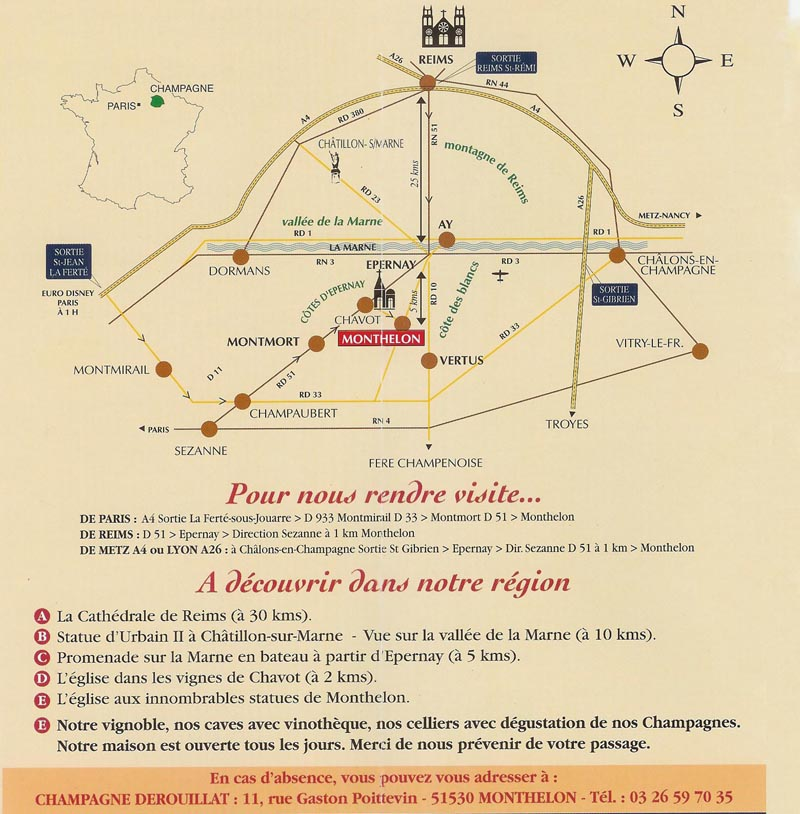 N
W E
S
REIMS
SORTIE
REIMS St-RÉMI
A26
RN 44
CHAMPAGNE
PARIS
A4
RD 380
A4
RN 51
CHÂTILLON-S/MARNE
montagne de Reims
25 kms
RD 23
A26
METZ-NANCY
vallée de la Marne
AY
RD 1
RD 1
LA MARNE
SORTIE
St-JEAN
LA FERTÉ
DORMANS
RN 3
EPERNAY
RD 3
CHÂLONS-EN-
CHAMPAGNE
EURO DISNEY
PARIS
À 1 H
CÔTES D'EPERNAY
5 kms
RD 10
côte des blancs
SORTIE
St-GIBRIEN
CHAVOT
MONTHELON
RD 33
MONTMORT
VITRY-LE-FR.
VERTUS
MONTMIRAIL
D 11
RD 51
RD 33
CHAMPAUBERT
PARIS
RN 4
TROYES
SEZANNE
FERE CHAMPENOISE
Pour nous rendre visite...
DE PARIS : A4 Sortie La Ferté-sous-Jouarre > D 933 Montmirail D 33 > Montmort D 51 > Monthelon
DE REIMS : D 51 > Epernay > Direction Sezanne à 1 km Monthelon
DE METZ A4 ou LYON A26 : à Châlons-en-Champagne Sortie St Gibrien > Epernay > Dir. Sezanne D 51 à 1 km > Monthelon
A découvrir dans notre région
A La Cathédrale de Reims (à 30 kms).
B Statue d'Urbain II à Châtillon-sur-Marne - Vue sur la vallée de la Marne (à 10 kms).
C Promenade sur la Marne en bateau à partir d'Epernay (à 5 kms).
D L'église dans les vignes de Chavot (à 2 kms).
E L'église aux innombrables statues de Monthelon.
E Notre vignoble, nos caves avec vinothèque, nos celliers avec dégustation de nos Champagnes.
Notre maison est ouverte tous les jours. Merci de nous prévenir de votre passage.
En cas d'absence, vous pouvez vous adresser à :
CHAMPAGNE DEROUILLAT : 11, rue Gaston Poittevin - 51530 MONTHELON - Tél. : 03 26 59 70 35